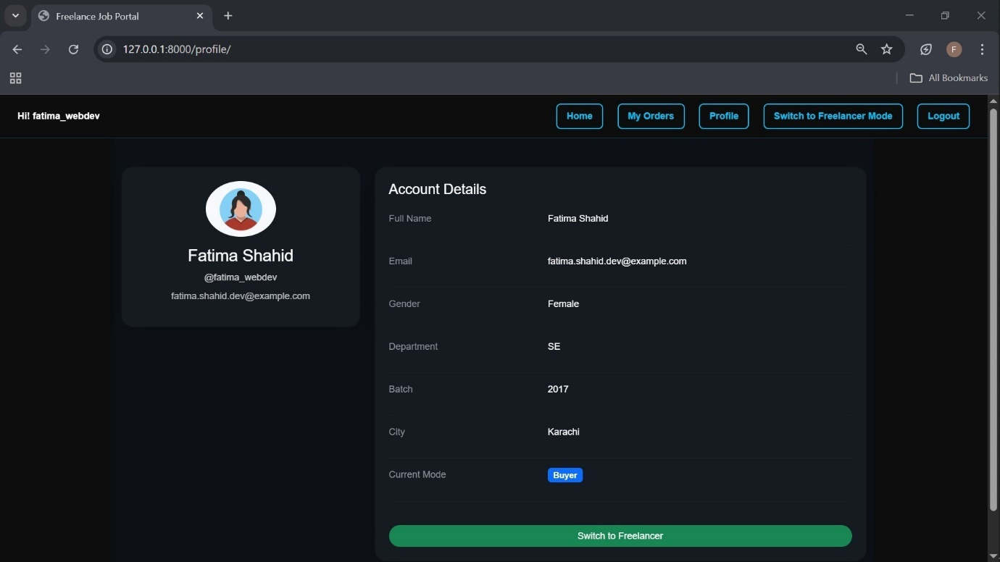 Freelance Job Portal
127.0.0.1:8000/profile/
F
All Bookmarks
Hi! fatima_webdev
Home
My Orders
Profile
Switch to Freelancer Mode
Logout
Fatima Shahid
@fatima_webdev
fatima.shahid.dev@example.com
Account Details
Full Name Fatima Shahid
Email fatima.shahid.dev@example.com
Gender Female
Department SE
Batch 2017
City Karachi
Current Mode Buyer
Switch to Freelancer